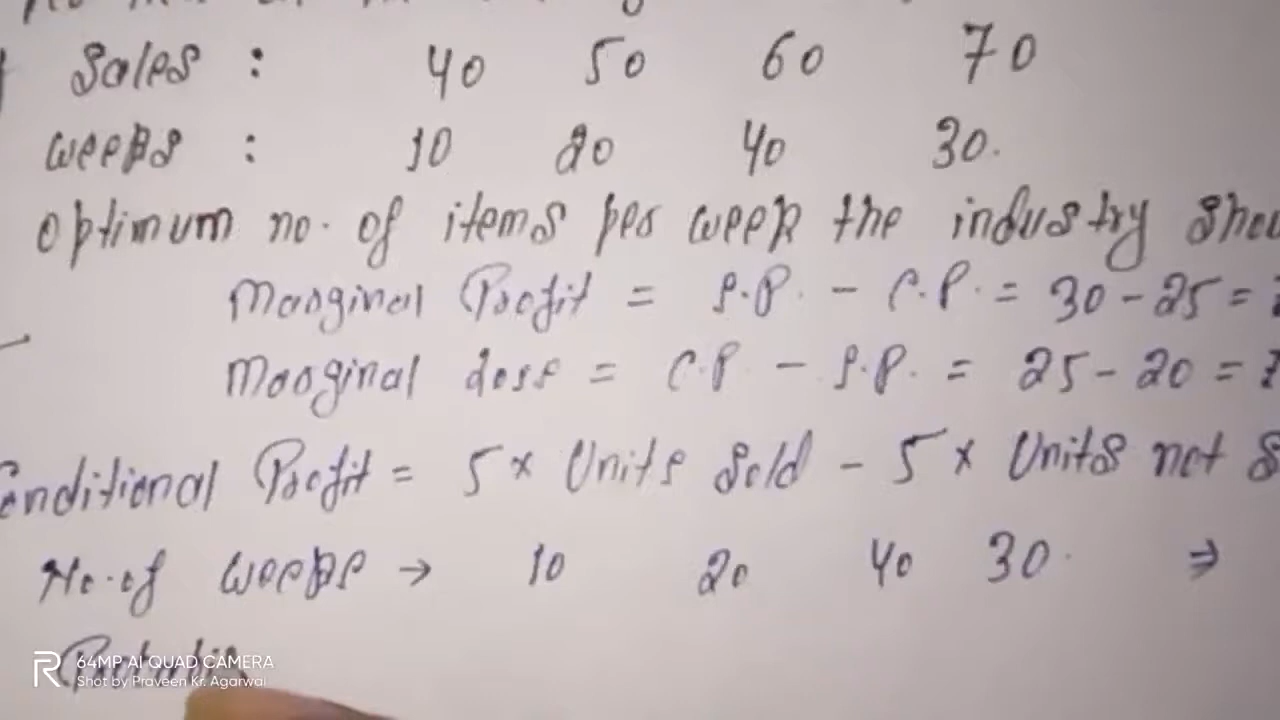 Sales : 40 50 60 70
weeks : 10 20 40 30.
Optimum no. of items per week the industry
Marginal Profit = S.P. - C.P. = 30-25 =
Marginal loss = C.P - S.P. = 25-20 =
Conditional Profit = 5 × Units Sold - 5 × Units not
No. of weeks → 10 20 40 30. ⇒
64MP AI QUAD CAMERA
Shot by Praveen Kr. Agarwal